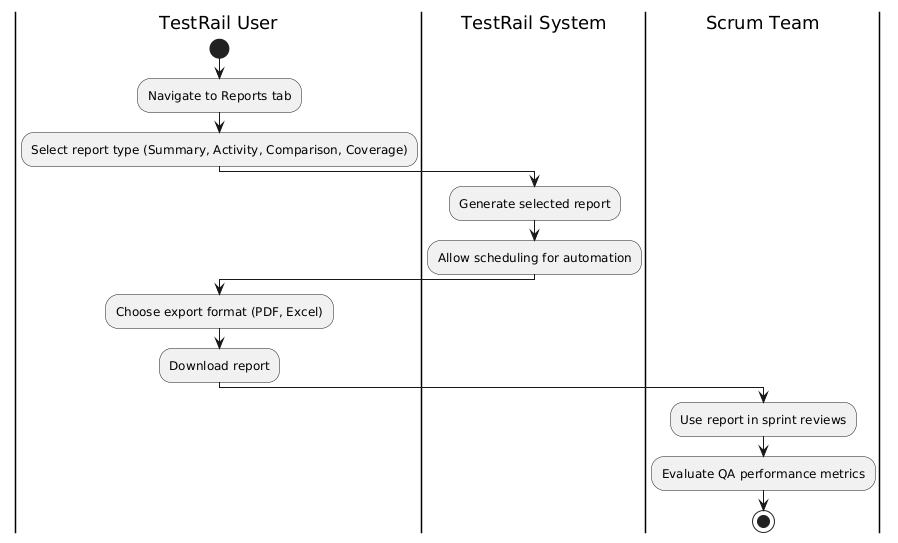 TestRail User
TestRail System
Scrum Team
Navigate to Reports tab
Select report type (Summary, Activity, Comparison, Coverage)
Generate selected report
Allow scheduling for automation
Choose export format (PDF, Excel)
Download report
Use report in sprint reviews
Evaluate QA performance metrics